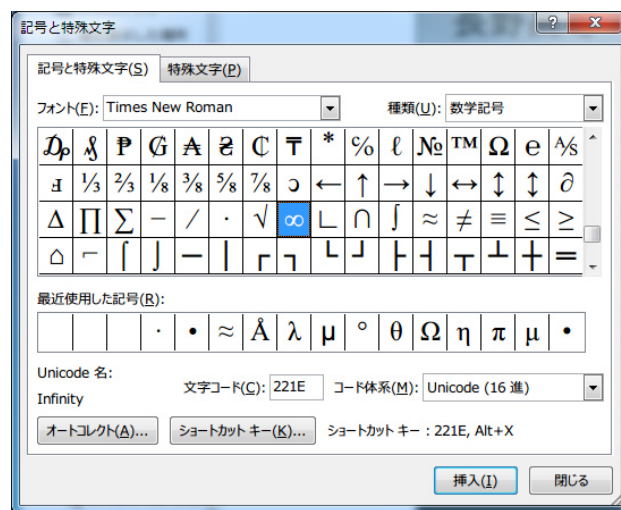 記号と特殊文字
記号と特殊文字(S) 特殊文字(P)
フォント(F): Times New Roman 種類(U): 数学記号
₯ ₰ ₱ ₲ ₳ ₴ ₵ ₸ * ℅ ℓ № ™ Ω ℮ ⅍
ⅎ ⅓ ⅔ ⅛ ⅜ ⅝ ⅞ ↄ ← ↑ → ↓ ↔ ↕ ↨ ∂
∆ ∏ ∑ − ∕ ∙ √ ∞ ∟ ∩ ∫ ≈ ≠ ≡ ≤ ≥
⌂ ⌐ ⌠ ⌡ ─ │ ┌ ┐ └ ┘ ├ ┤ ┬ ┴ ┼ ═
最近使用した記号(R):
· • ≈ Å λ μ ° θ Ω η π µ •
Unicode 名:
Infinity
文字コード(C): 221E コード体系(M): Unicode (16 進)
オートコレクト(A)... ショートカット キー(K)... ショートカット キー : 221E, Alt+X
挿入(I) 閉じる